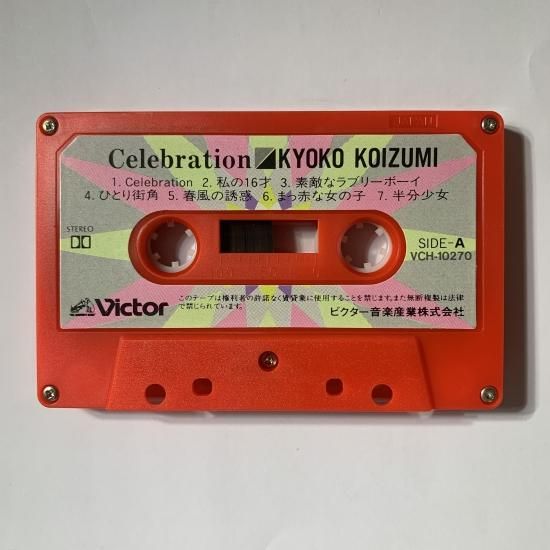 JAPAN
Celebration KYOKO KOIZUMI
1. Celebration 2. 私の16才 3. 素敵なラブリーボーイ
4. ひとり街角 5. 春風の誘惑 6. まっ赤な女の子 7. 半分少女
STEREO
SIDE-A
VCH-10270
Victor
このテープは権利者の許諾なく賃貸業に使用することを禁じます。また無断複製は法律
で禁じられています。
ビクター音楽産業株式会社